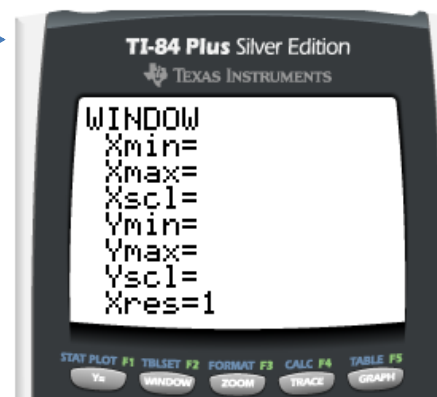 TI-84 Plus Silver Edition
TEXAS INSTRUMENTS
WINDOW
Xmin=
Xmax=
Xscl=
Ymin=
Ymax=
Yscl=
Xres=1
STAT PLOT F1 TBLSET F2 FORMAT F3 CALC F4 TABLE F5
Y= WINDOW ZOOM TRACE GRAPH